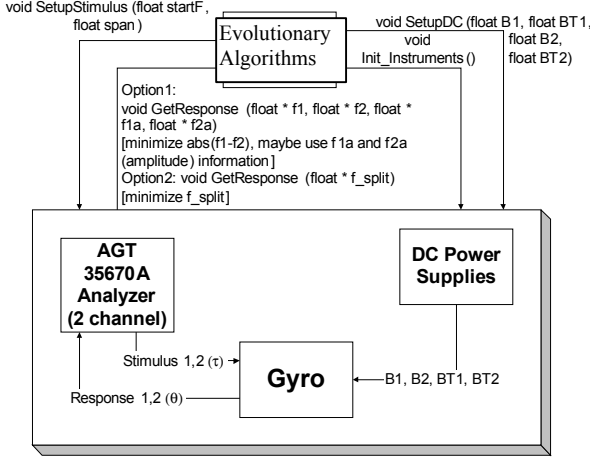 void SetupStimulus (float startF,
float span )
Evolutionary
Algorithms
void SetupDC (float B1, float BT1,
float B2,
float BT2)
void
Init_Instruments ()
Option1:
void GetResponse (float * f1, float * f2, float *
f1a, float * f2a)
[minimize abs(f1-f2), maybe use f1a and f2a
(amplitude) information ]
Option2: void GetResponse (float * f_split)
[minimize f_split]
AGT
35670A
Analyzer
(2 channel)
DC Power
Supplies
Stimulus 1,2 (τ)
Gyro
B1, B2, BT1, BT2
Response 1,2 (θ)